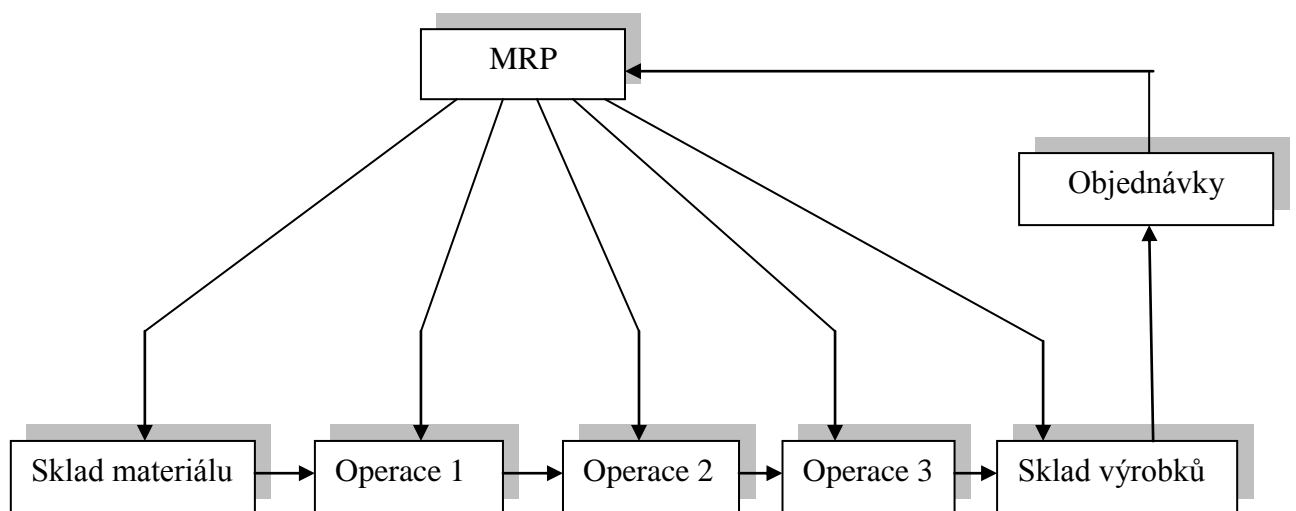 MRP
Objednávky
Sklad materiálu
Operace 1
Operace 2
Operace 3
Sklad výrobků